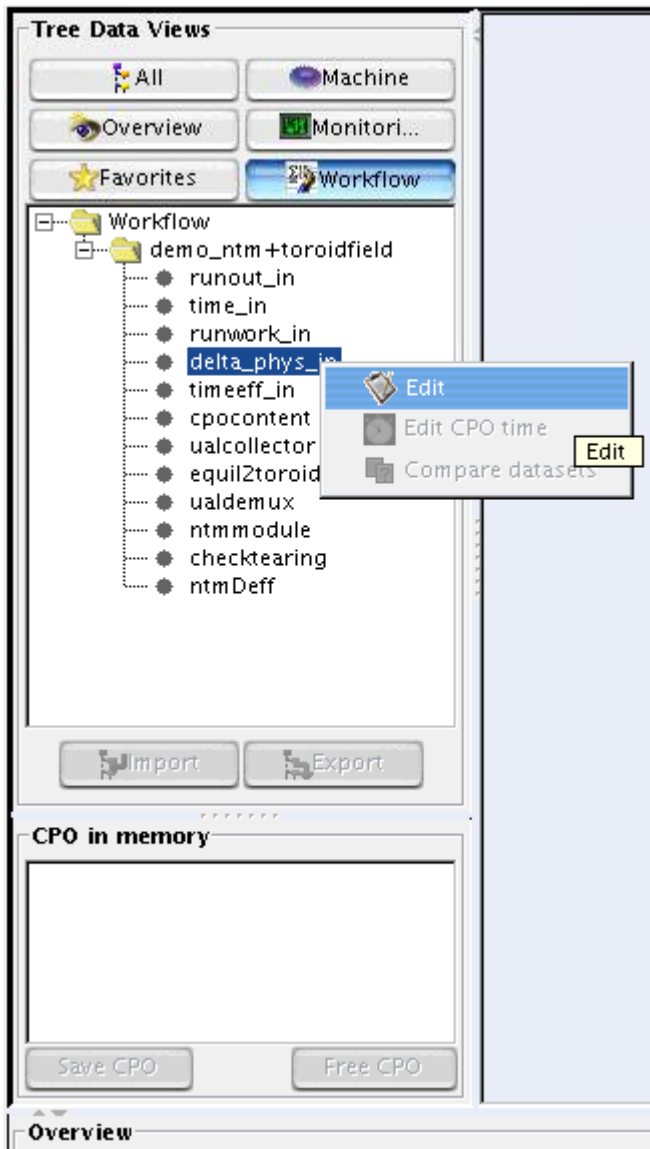 Tree Data Views
All
Machine
Overview
Monitori...
Favorites
Workflow
Workflow
demo_ntm+toroidfield
runout_in
time_in
runwork_in
delta_phys_in
Edit
timeeff_in
cpocontent
Edit CPO time
ualcollector
Edit
equil2toroid
Compare datasets
ualdemux
ntmmodule
checktearing
ntmDeff
Import
Export
CPO in memory
Save CPO
Free CPO
Overview